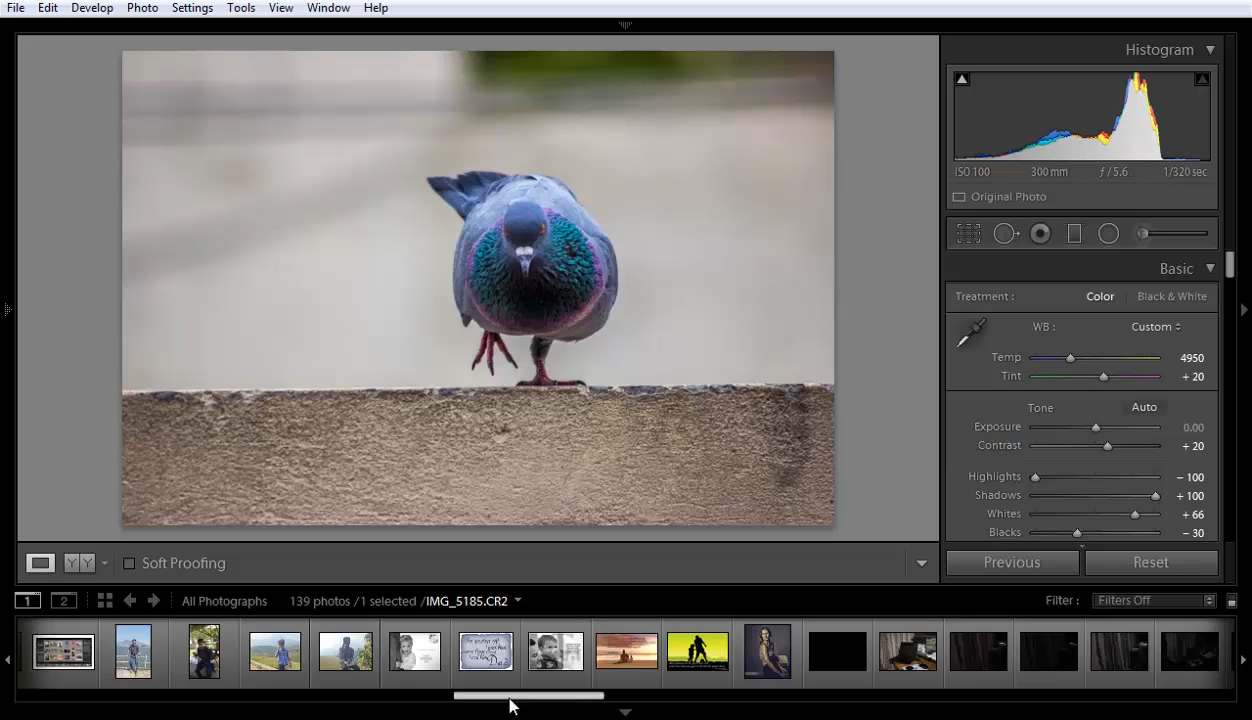 File Edit Develop Photo Settings Tools View Window Help
Histogram
ISO 100 300 mm ƒ / 5.6 1/320 sec
Original Photo
Basic
Treatment : Color Black & White
WB : Custom
Temp 4950
Tint + 20
Tone Auto
Exposure 0.00
Contrast + 20
Highlights − 100
Shadows + 100
Whites + 66
Blacks − 30
Y Y Soft Proofing
Previous Reset
1 2 All Photographs 139 photos /1 selected /IMG_5185.CR2 Filter : Filters Off